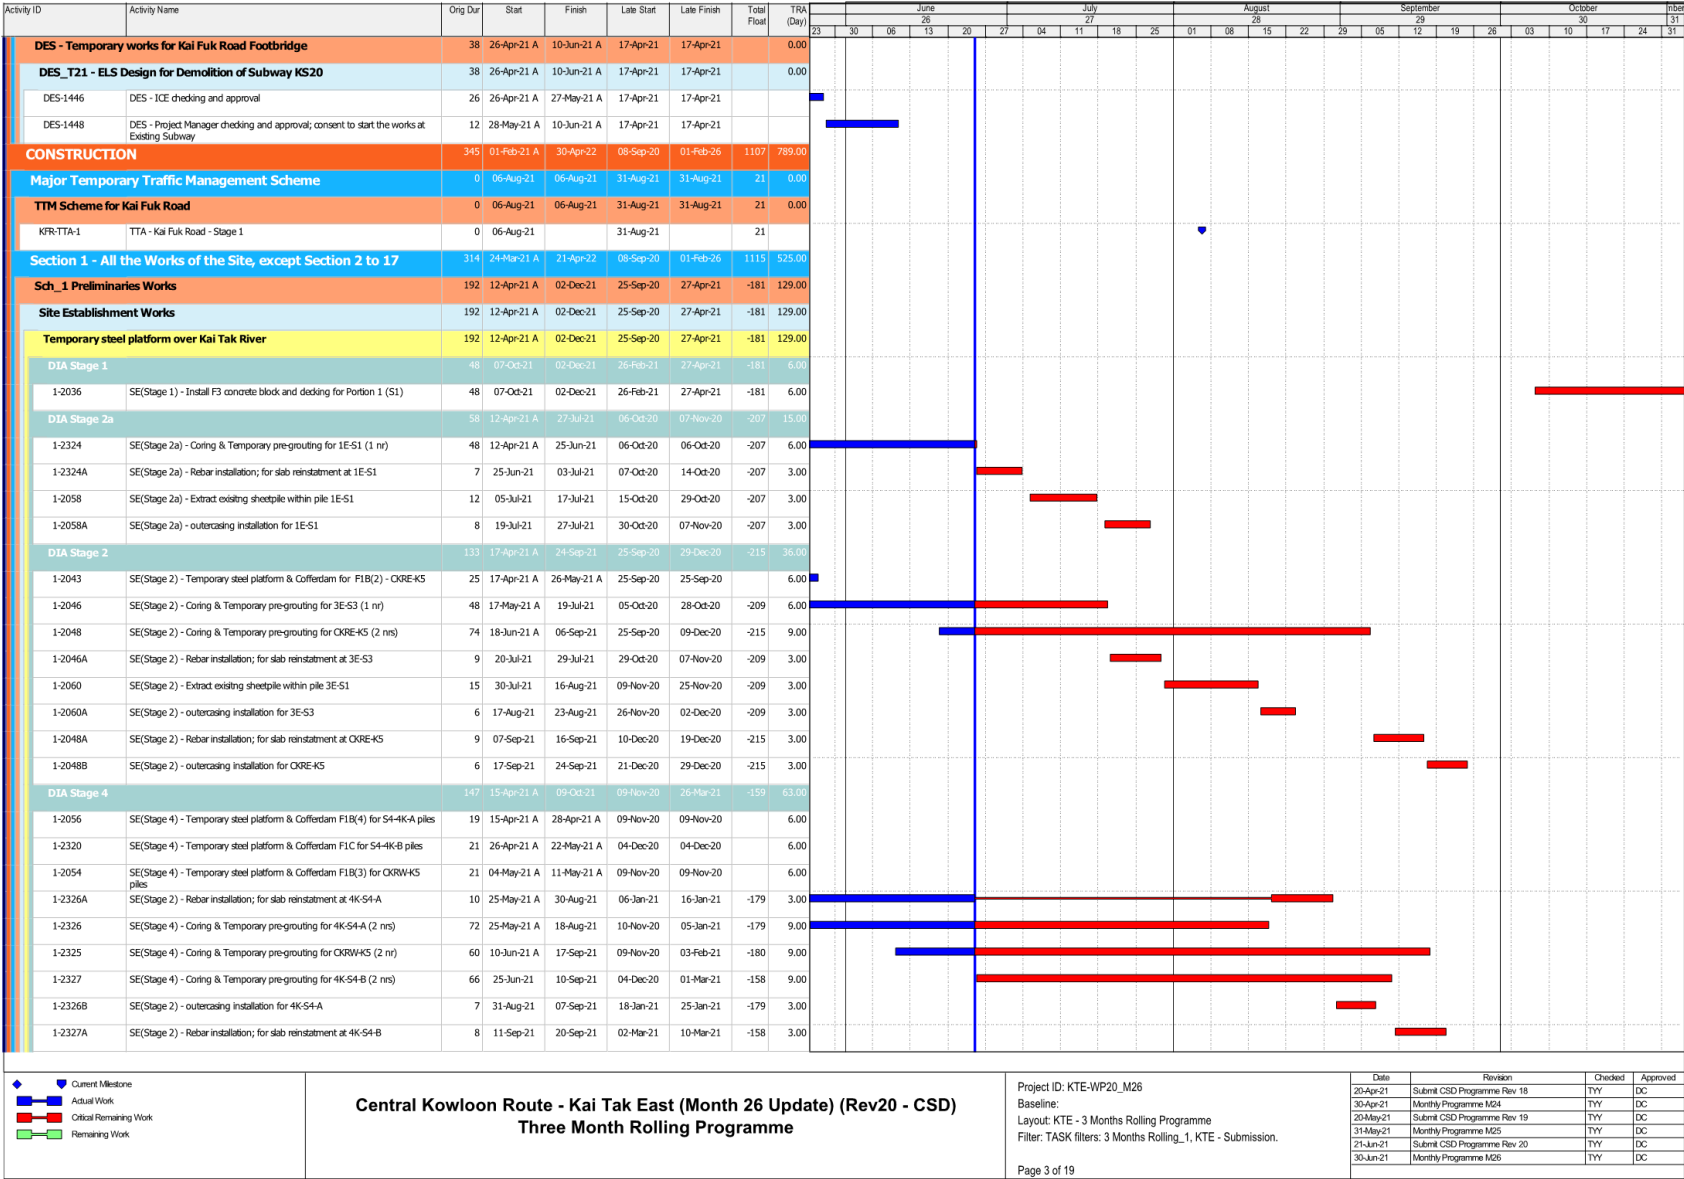 Activity ID Activity Name Orig Dur Start Finish Late Start Late Finish Total Float TRA (Day) June July August September October nber
26 27 28 29 30 31
23 30 06 13 20 27 04 11 18 25 01 08 15 22 29 05 12 19 26 03 10 17 24 31
DES - Temporary works for Kai Fuk Road Footbridge 38 26-Apr-21 A 10-Jun-21 A 17-Apr-21 17-Apr-21 0.00
DES_T21 - ELS Design for Demolition of Subway KS20 38 26-Apr-21 A 10-Jun-21 A 17-Apr-21 17-Apr-21 0.00
DES-1446 DES - ICE checking and approval 26 26-Apr-21 A 27-May-21 A 17-Apr-21 17-Apr-21
DES-1448 DES - Project Manager checking and approval; consent to start the works at 12 28-May-21 A 10-Jun-21 A 17-Apr-21 17-Apr-21
Existing Subway
CONSTRUCTION 345 01-Feb-21 A 30-Apr-22 08-Sep-20 01-Feb-26 1107 789.00
Major Temporary Traffic Management Scheme 0 06-Aug-21 06-Aug-21 31-Aug-21 31-Aug-21 21 0.00
TTM Scheme for Kai Fuk Road 0 06-Aug-21 06-Aug-21 31-Aug-21 31-Aug-21 21 0.00
KFR-TTA-1 TTA - Kai Fuk Road - Stage 1 0 06-Aug-21 31-Aug-21 21
Section 1 - All the Works of the Site, except Section 2 to 17 314 24-Mar-21 A 21-Apr-22 08-Sep-20 01-Feb-26 1115 525.00
Sch_1 Preliminaries Works 192 12-Apr-21 A 02-Dec-21 25-Sep-20 27-Apr-21 -181 129.00
Site Establishment Works 192 12-Apr-21 A 02-Dec-21 25-Sep-20 27-Apr-21 -181 129.00
Temporary steel platform over Kai Tak River 192 12-Apr-21 A 02-Dec-21 25-Sep-20 27-Apr-21 -181 129.00
DIA Stage 1 48 07-Oct-21 02-Dec-21 26-Feb-21 27-Apr-21 -181 6.00
1-2036 SE(Stage 1) - Install F3 concrete block and decking for Portion 1 (S1) 48 07-Oct-21 02-Dec-21 26-Feb-21 27-Apr-21 -181 6.00
DIA Stage 2a 58 12-Apr-21 A 27-Jul-21 06-Oct-20 07-Nov-20 -207 15.00
1-2324 SE(Stage 2a) - Coring & Temporary pre-grouting for 1E-S1 (1 nr) 48 12-Apr-21 A 25-Jun-21 06-Oct-20 06-Oct-20 -207 6.00
1-2324A SE(Stage 2a) - Rebar installation; for slab reinstatment at 1E-S1 7 25-Jun-21 03-Jul-21 07-Oct-20 14-Oct-20 -207 3.00
1-2058 SE(Stage 2a) - Extract exisitng sheetpile within pile 1E-S1 12 05-Jul-21 17-Jul-21 15-Oct-20 29-Oct-20 -207 3.00
1-2058A SE(Stage 2a) - outercasing installation for 1E-S1 8 19-Jul-21 27-Jul-21 30-Oct-20 07-Nov-20 -207 3.00
DIA Stage 2 133 17-Apr-21 A 24-Sep-21 25-Sep-20 29-Dec-20 -215 36.00
1-2043 SE(Stage 2) - Temporary steel platform & Cofferdam for F1B(2) - CKRE-K5 25 17-Apr-21 A 26-May-21 A 25-Sep-20 25-Sep-20 6.00
1-2046 SE(Stage 2) - Coring & Temporary pre-grouting for 3E-S3 (1 nr) 48 17-May-21 A 19-Jul-21 05-Oct-20 28-Oct-20 -209 6.00
1-2048 SE(Stage 2) - Coring & Temporary pre-grouting for CKRE-K5 (2 nrs) 74 18-Jun-21 A 06-Sep-21 25-Sep-20 09-Dec-20 -215 9.00
1-2046A SE(Stage 2) - Rebar installation; for slab reinstatment at 3E-S3 9 20-Jul-21 29-Jul-21 29-Oct-20 07-Nov-20 -209 3.00
1-2060 SE(Stage 2) - Extract exisitng sheetpile within pile 3E-S1 15 30-Jul-21 16-Aug-21 09-Nov-20 25-Nov-20 -209 3.00
1-2060A SE(Stage 2) - outercasing installation for 3E-S3 6 17-Aug-21 23-Aug-21 26-Nov-20 02-Dec-20 -209 3.00
1-2048A SE(Stage 2) - Rebar installation; for slab reinstatment at CKRE-K5 9 07-Sep-21 16-Sep-21 10-Dec-20 19-Dec-20 -215 3.00
1-2048B SE(Stage 2) - outercasing installation for CKRE-K5 6 17-Sep-21 24-Sep-21 21-Dec-20 29-Dec-20 -215 3.00
DIA Stage 4 147 15-Apr-21 A 09-Oct-21 09-Nov-20 26-Mar-21 -159 63.00
1-2056 SE(Stage 4) - Temporary steel platform & Cofferdam F1B(4) for S4-4K-A piles 19 15-Apr-21 A 28-Apr-21 A 09-Nov-20 09-Nov-20 6.00
1-2320 SE(Stage 4) - Temporary steel platform & Cofferdam F1C for S4-4K-B piles 21 26-Apr-21 A 22-May-21 A 04-Dec-20 04-Dec-20 6.00
1-2054 SE(Stage 4) - Temporary steel platform & Cofferdam F1B(3) for CKRW-K5 21 04-May-21 A 11-May-21 A 09-Nov-20 09-Nov-20 6.00
piles
1-2326A SE(Stage 2) - Rebar installation; for slab reinstatment at 4K-S4-A 10 25-May-21 A 30-Aug-21 06-Jan-21 16-Jan-21 -179 3.00
1-2326 SE(Stage 4) - Coring & Temporary pre-grouting for 4K-S4-A (2 nrs) 72 25-May-21 A 18-Aug-21 10-Nov-20 05-Jan-21 -179 9.00
1-2325 SE(Stage 4) - Coring & Temporary pre-grouting for CKRW-K5 (2 nr) 60 10-Jun-21 A 17-Sep-21 09-Nov-20 03-Feb-21 -180 9.00
1-2327 SE(Stage 4) - Coring & Temporary pre-grouting for 4K-S4-B (2 nrs) 66 25-Jun-21 10-Sep-21 04-Dec-20 01-Mar-21 -158 9.00
1-2326B SE(Stage 2) - outercasing installation for 4K-S4-A 7 31-Aug-21 07-Sep-21 18-Jan-21 25-Jan-21 -179 3.00
1-2327A SE(Stage 2) - Rebar installation; for slab reinstatment at 4K-S4-B 8 11-Sep-21 20-Sep-21 02-Mar-21 10-Mar-21 -158 3.00
Current Milestone
Actual Work
Critical Remaining Work
Remaining Work
Central Kowloon Route - Kai Tak East (Month 26 Update) (Rev20 - CSD)
Three Month Rolling Programme
Project ID: KTE-WP20_M26
Baseline:
Layout: KTE - 3 Months Rolling Programme
Filter: TASK filters: 3 Months Rolling_1, KTE - Submission.
Page 3 of 19
Date Revision Checked Approved
20-Apr-21 Submit CSD Programme Rev 18 TYY DC
30-Apr-21 Monthly Programme M24 TYY DC
20-May-21 Submit CSD Programme Rev 19 TYY DC
31-May-21 Monthly Programme M25 TYY DC
21-Jun-21 Submit CSD Programme Rev 20 TYY DC
30-Jun-21 Monthly Programme M26 TYY DC